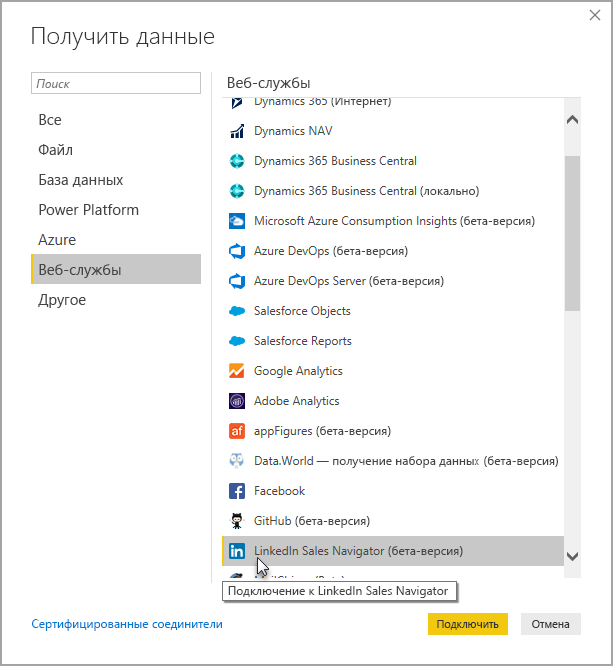 Получить данные
Поиск
Все
Файл
База данных
Power Platform
Azure
Веб-службы
Другое
Веб-службы
Dynamics 365 (Интернет)
Dynamics NAV
Dynamics 365 Business Central
Dynamics 365 Business Central (локально)
Microsoft Azure Consumption Insights (бета-версия)
Azure DevOps (бета-версия)
Azure DevOps Server (бета-версия)
Salesforce Objects
Salesforce Reports
Google Analytics
Adobe Analytics
af appFigures (бета-версия)
Data.World — получение набора данных (бета-версия)
Facebook
GitHub (бета-версия)
in LinkedIn Sales Navigator (бета-версия)
Подключение к LinkedIn Sales Navigator
Сертифицированные соединители
Подключить
Отмена